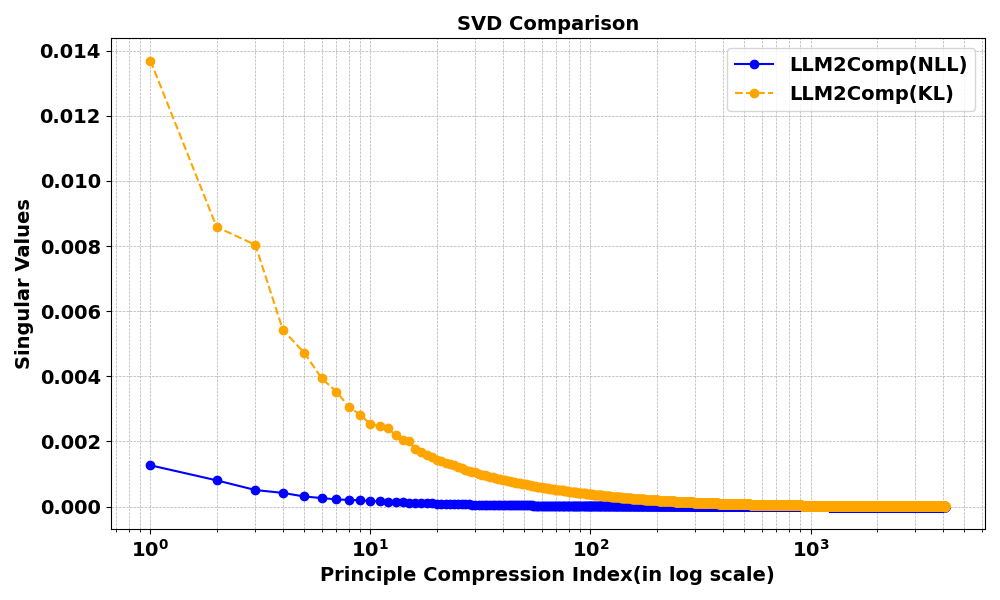 SVD Comparison
LLM2Comp(NLL)
LLM2Comp(KL)
Singular Values
0.014
0.012
0.010
0.008
0.006
0.004
0.002
0.000
10⁰ 10¹ 10² 10³
Principle Compression Index(in log scale)